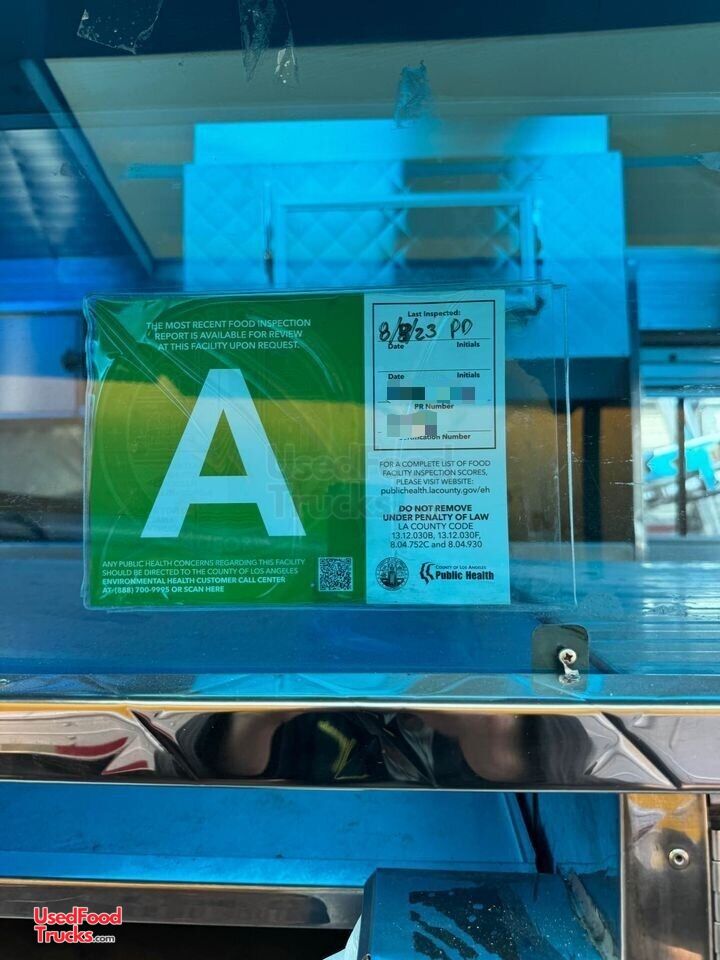 THE MOST RECENT FOOD INSPECTION
REPORT IS AVAILABLE FOR REVIEW
AT THIS FACILITY UPON REQUEST.
A
ANY PUBLIC HEALTH CONCERNS REGARDING THIS FACILITY
SHOULD BE DIRECTED TO THE COUNTY OF LOS ANGELES
ENVIRONMENTAL HEALTH CUSTOMER CALL CENTER
AT (888) 700-9995 OR SCAN HERE
Last Inspected:
8/8/23 PD
Date Initials
Date Initials
PR Number
Certification Number
FOR A COMPLETE LIST OF FOOD
FACILITY INSPECTION SCORES,
PLEASE VISIT WEBSITE:
publichealth.lacounty.gov/eh
DO NOT REMOVE
UNDER PENALTY OF LAW
LA COUNTY CODE
13.12.030B, 13.12.030F,
8.04.752C and 8.04.930
COUNTY OF LOS ANGELES
Public Health
UsedFood
Trucks
UsedFood
Trucks.com